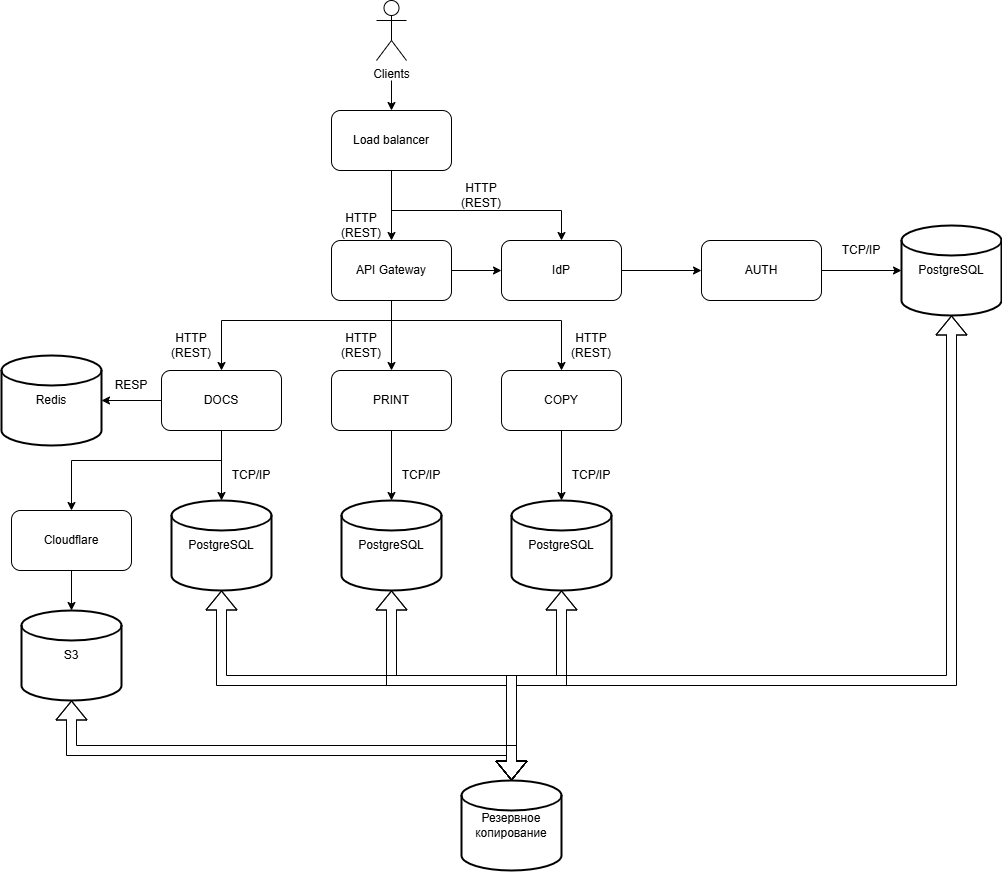 Clients
Load balancer
HTTP
(REST)
HTTP
(REST)
API Gateway
IdP
AUTH
TCP/IP
PostgreSQL
HTTP
(REST)
HTTP
(REST)
HTTP
(REST)
Redis
RESP
DOCS
PRINT
COPY
TCP/IP
TCP/IP
TCP/IP
Cloudflare
PostgreSQL
PostgreSQL
PostgreSQL
S3
Резервное
копирование